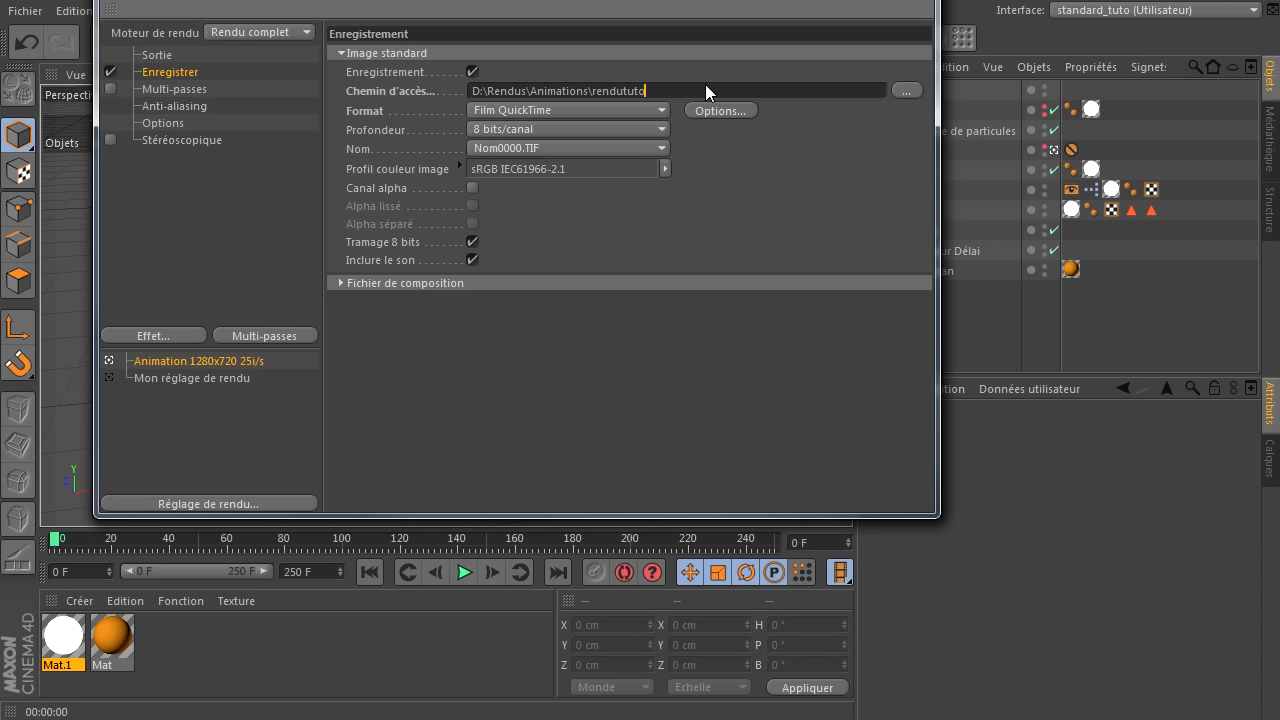 Fichier Edition
Interface: standard_tuto (Utilisateur)
Moteur de rendu Rendu complet
Sortie
Enregistrer
Multi-passes
Anti-aliasing
Options
Stéréoscopique
Effet... Multi-passes
Animation 1280x720 25i/s
Mon réglage de rendu
Réglage de rendu...
Enregistrement
Image standard
Enregistrement
Chemin d'accès... D:\Rendus\Animations\rendututo ...
Format Film QuickTime Options...
Profondeur 8 bits/canal
Nom Nom0000.TIF
Profil couleur image sRGB IEC61966-2.1
Canal alpha
Alpha lissé
Alpha séparé
Tramage 8 bits
Inclure le son
Fichier de composition
Vue
Perspecti
Objets
Y
Z
Vue Objets Propriétés Signet:
e de particules
ur Délai
an
tion Données utilisateur
Objets
Médiathèque
Structure
Attributs
Calques
0 20 40 60 80 100 120 140 160 180 200 220 240
0 F
0 F 0 F 250 F 250 F
Créer Edition Fonction Texture
Mat.1 Mat
-- -- --
X 0 cm X 0 cm H 0 °
Y 0 cm Y 0 cm P 0 °
Z 0 cm Z 0 cm B 0 °
Monde Echelle Appliquer
MAXON
CINEMA 4D
00:00:00